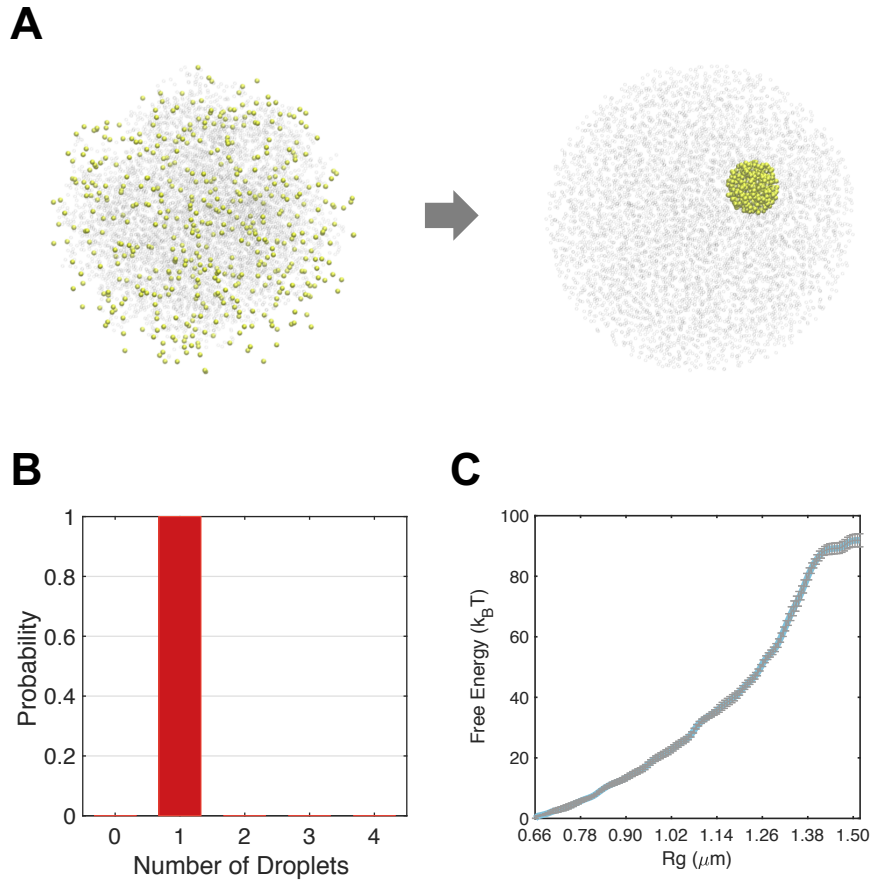 A
B
1
0.8
0.6
0.4
0.2
0
Probability
0 1 2 3 4
Number of Droplets
C
100
80
60
40
20
0
Free Energy (k_BT)
0.66 0.78 0.90 1.02 1.14 1.26 1.38 1.50
Rg (μm)